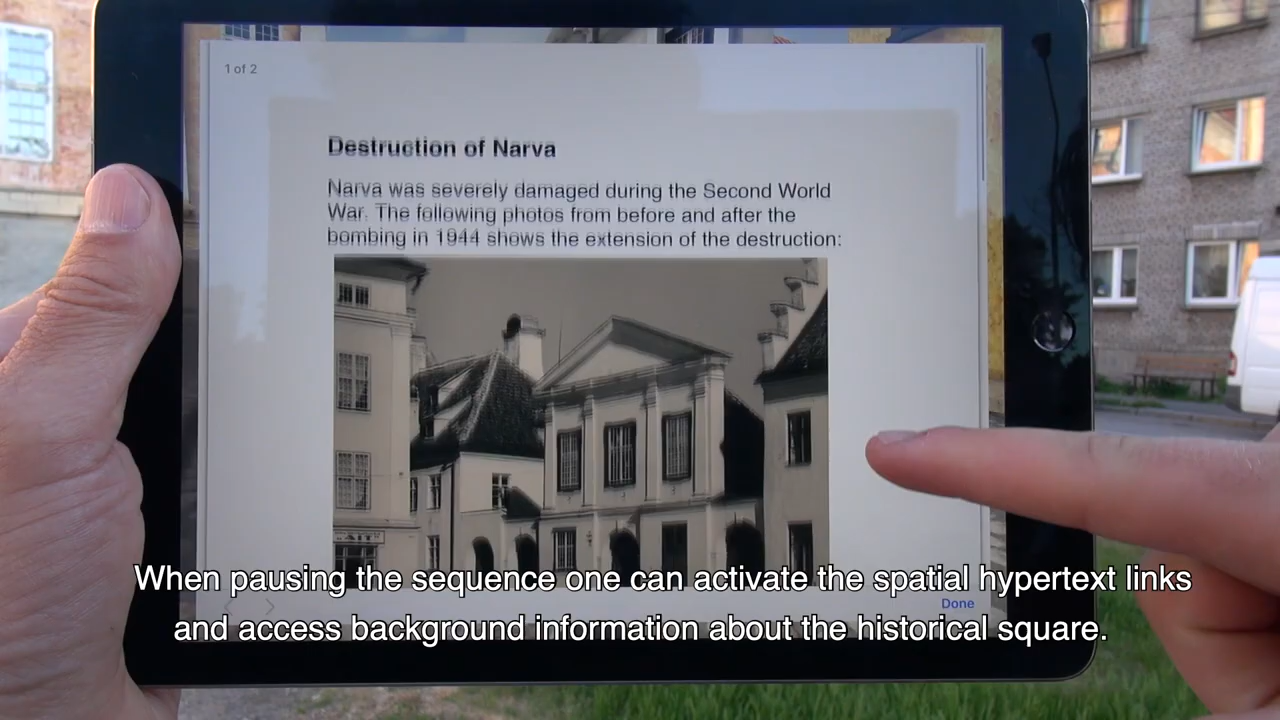 1 of 2
Destruction of Narva
Narva was severely damaged during the Second World
War. The following photos from before and after the
bombing in 1944 shows the extension of the destruction:
When pausing the sequence one can activate the spatial hypertext links
Done
and access background information about the historical square.